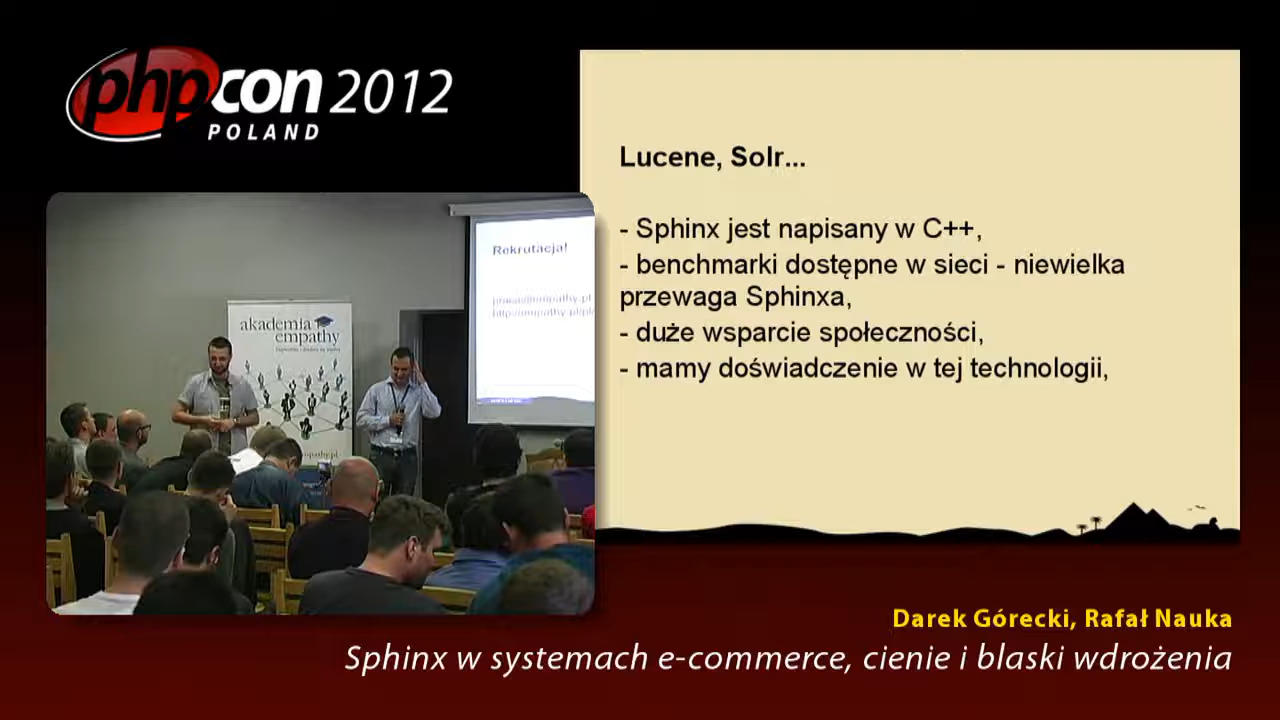 phpcon 2012
POLAND
Lucene, Solr...
- Sphinx jest napisany w C++,
- benchmarki dostępne w sieci - niewielka
przewaga Sphinxa,
- duże wsparcie społeczności,
- mamy doświadczenie w tej technologii,
Rekrutacja!
akademia
empathy
Darek Górecki, Rafał Nauka
Sphinx w systemach e-commerce, cienie i blaski wdrożenia